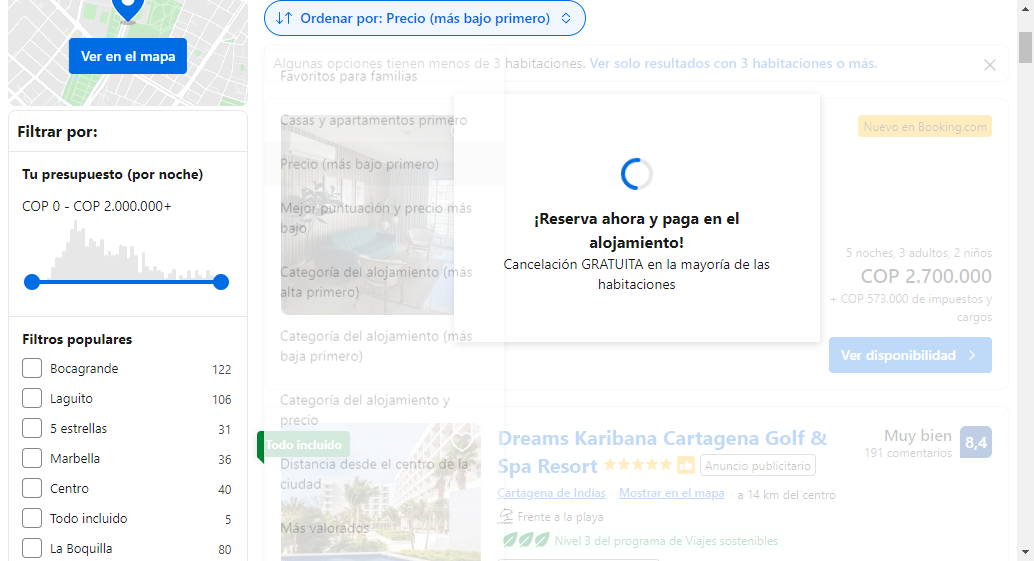 Ver en el mapa
Filtrar por:
Tu presupuesto (por noche)
COP 0 - COP 2.000.000+
Filtros populares
Bocagrande 122
Laguito 106
5 estrellas 31
Marbella 36
Centro 40
Todo incluido 5
La Boquilla 80
Ordenar por: Precio (más bajo primero)
Algunas opciones tienen menos de 3 habitaciones. Ver solo resultados con 3 habitaciones o más.
Favoritos para familias
Casas y apartamentos primero
Precio (más bajo primero)
Mejor puntuación y precio más
bajo
Categoría del alojamiento (más
alta primero)
Categoría del alojamiento (más
baja primero)
Categoría del alojamiento y
precio
Distancia desde el centro de la
ciudad
Más valorados
¡Reserva ahora y paga en el
alojamiento!
Cancelación GRATUITA en la mayoría de las
habitaciones
Nuevo en Booking.com
5 noches, 3 adultos, 2 niños
COP 2.700.000
+ COP 573.000 de impuestos y
cargos
Ver disponibilidad
Todo incluido
Dreams Karibana Cartagena Golf &
Spa Resort
Anuncio publicitario
Muy bien
191 comentarios
8,4
Cartagena de Indias Mostrar en el mapa a 14 km del centro
Frente a la playa
Nivel 3 del programa de Viajes sostenibles